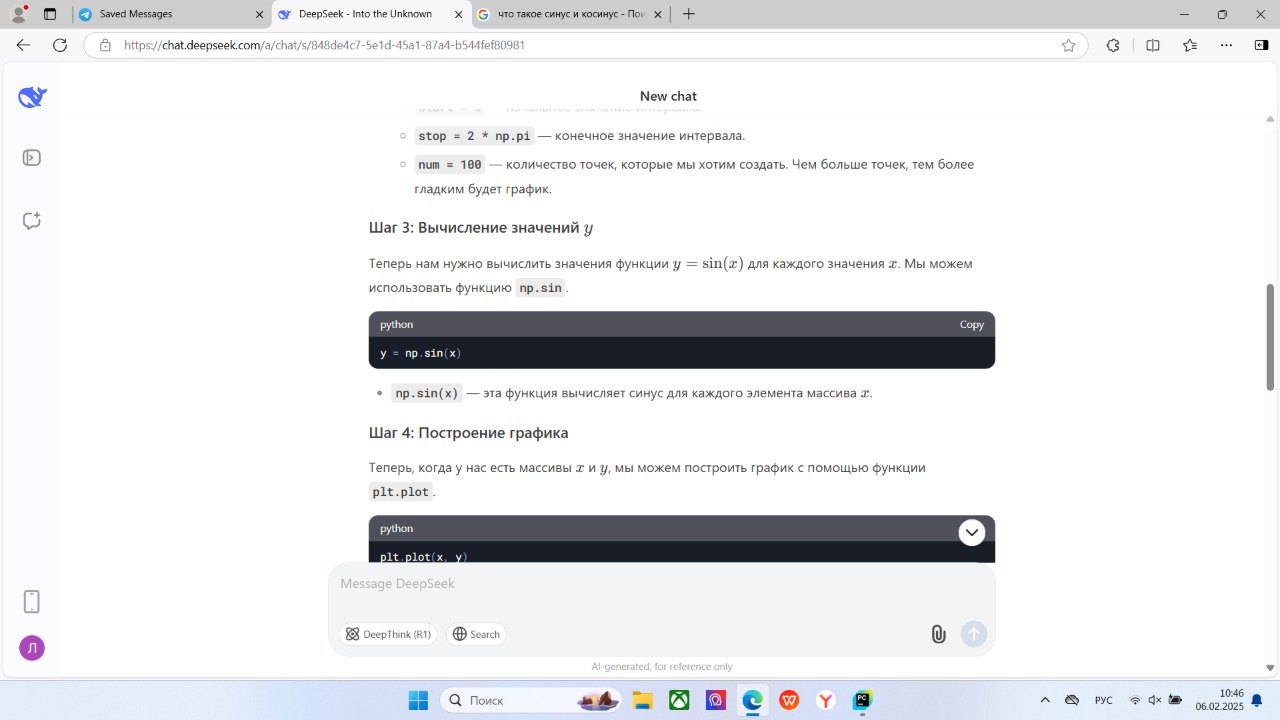 Saved Messages
DeepSeek - Into the Unknown
что такое синус и косинус - Пои
https://chat.deepseek.com/a/chat/s/848de4c7-5e1d-45a1-87a4-b544fef80981
New chat
start = 0 — начальное значение интервала.
stop = 2 * np.pi — конечное значение интервала.
num = 100 — количество точек, которые мы хотим создать. Чем больше точек, тем более
гладким будет график.
Шаг 3: Вычисление значений y
Теперь нам нужно вычислить значения функции y = sin(x) для каждого значения x. Мы можем
использовать функцию np.sin.
python
Copy
y = np.sin(x)
np.sin(x) — эта функция вычисляет синус для каждого элемента массива x.
Шаг 4: Построение графика
Теперь, когда у нас есть массивы x и y, мы можем построить график с помощью функции
plt.plot.
python
plt.plot(x, y)
Message DeepSeek
DeepThink (R1)
Search
AI-generated, for reference only
Л
Поиск
PC
РУС
10:46
06.02.2025